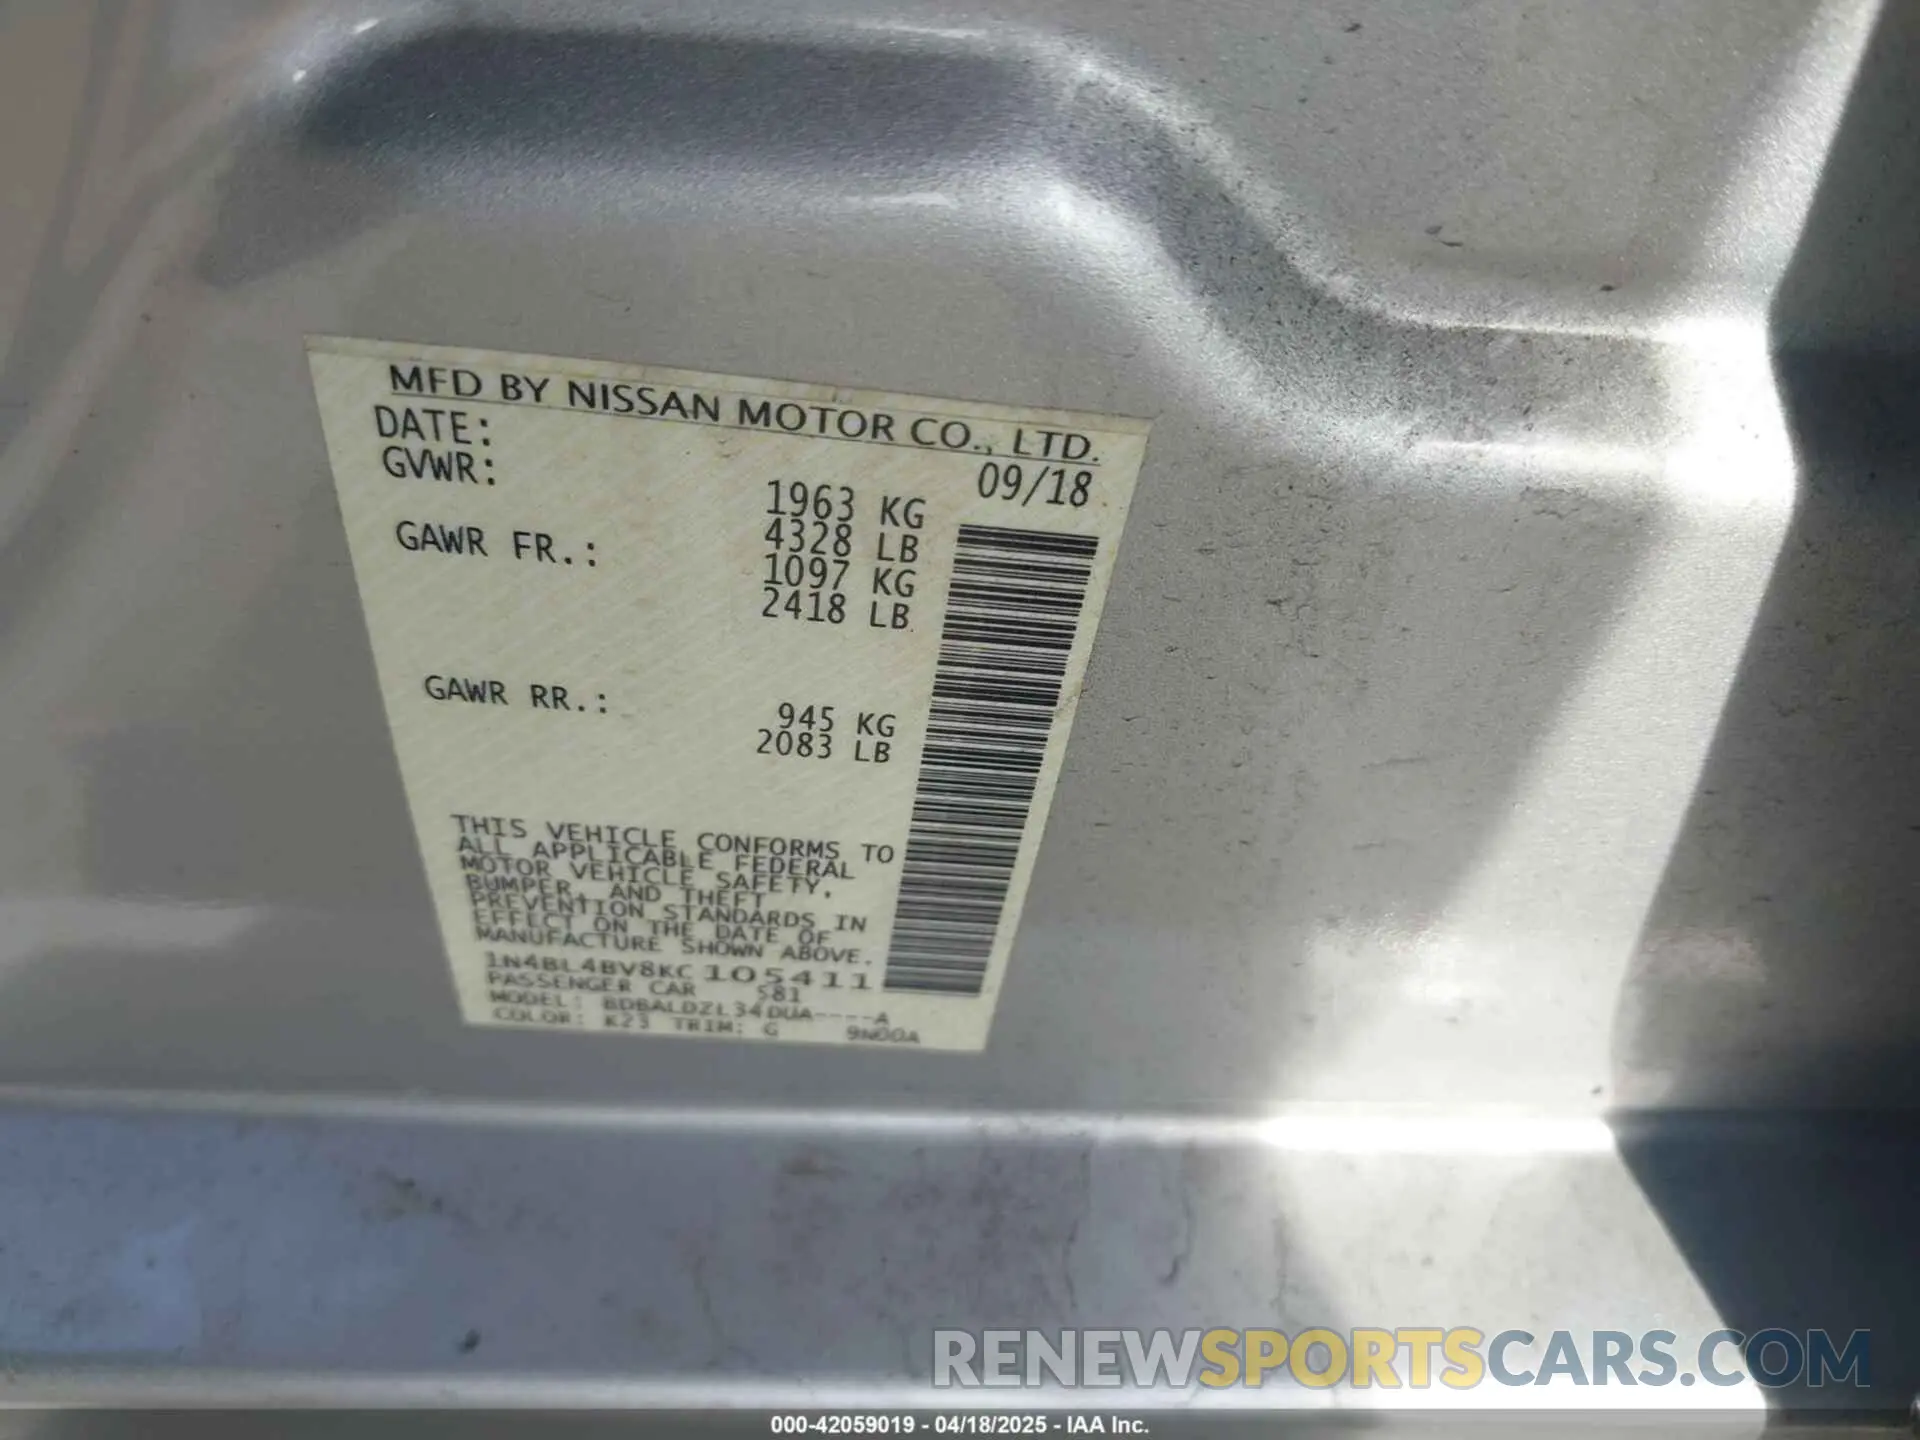 MFD BY NISSAN MOTOR CO., LTD.
DATE: 09/18
GVWR: 1963 KG
4328 LB
GAWR FR.: 1097 KG
2418 LB
GAWR RR.: 945 KG
2083 LB
THIS VEHICLE CONFORMS TO
ALL APPLICABLE FEDERAL
MOTOR VEHICLE SAFETY,
BUMPER, AND THEFT
PREVENTION STANDARDS IN
EFFECT ON THE DATE OF
MANUFACTURE SHOWN ABOVE.
1N4BL4BV8KC105411
PASSENGER CAR S81
MODEL: BDBALDZL34DUA----A
COLOR: K23 TRIM: G 9N00A
RENEWSPORTSCARS.COM
000-42059019 - 04/18/2025 - IAA Inc.